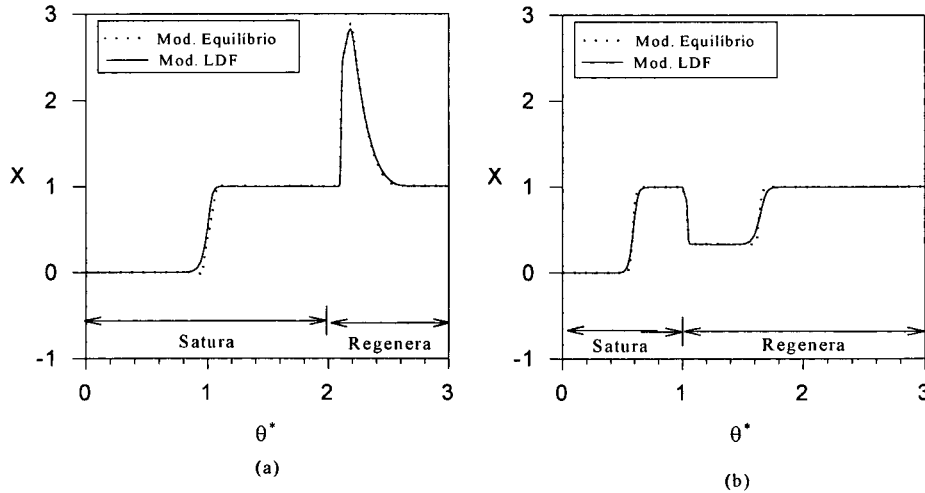 3
Mod. Equilíbrio
Mod. LDF
2
X
1
0
-1
Satura
Regenera
0
1
2
3
θ*
(a)
3
Mod. Equilíbrio
Mod. LDF
2
X
1
0
-1
Satura
Regenera
0
1
2
3
θ*
(b)